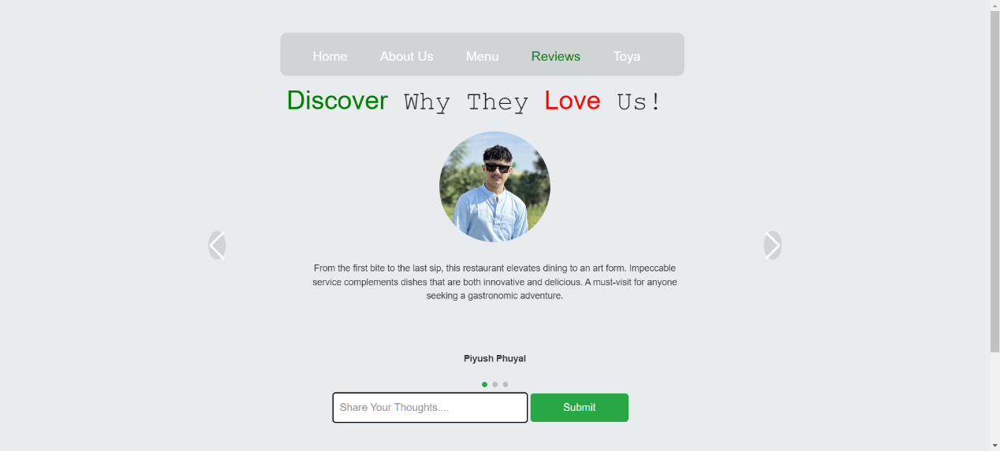 Home About Us Menu Reviews Toya
Discover Why They Love Us!
From the first bite to the last sip, this restaurant elevates dining to an art form. Impeccable
service complements dishes that are both innovative and delicious. A must-visit for anyone
seeking a gastronomic adventure.
Piyush Phuyal
Share Your Thoughts.... Submit